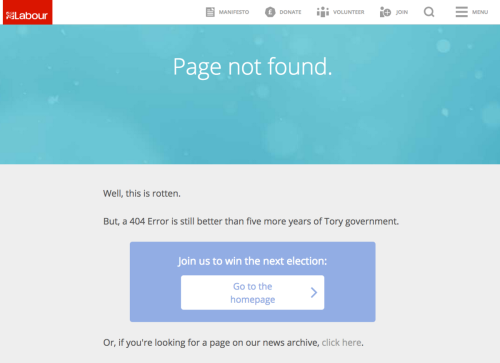 Labour
MANIFESTO
£ DONATE
VOLUNTEER
JOIN
MENU
Page not found.
Well, this is rotten.
But, a 404 Error is still better than five more years of Tory government.
Join us to win the next election:
Go to the
homepage
Or, if you're looking for a page on our news archive, click here.